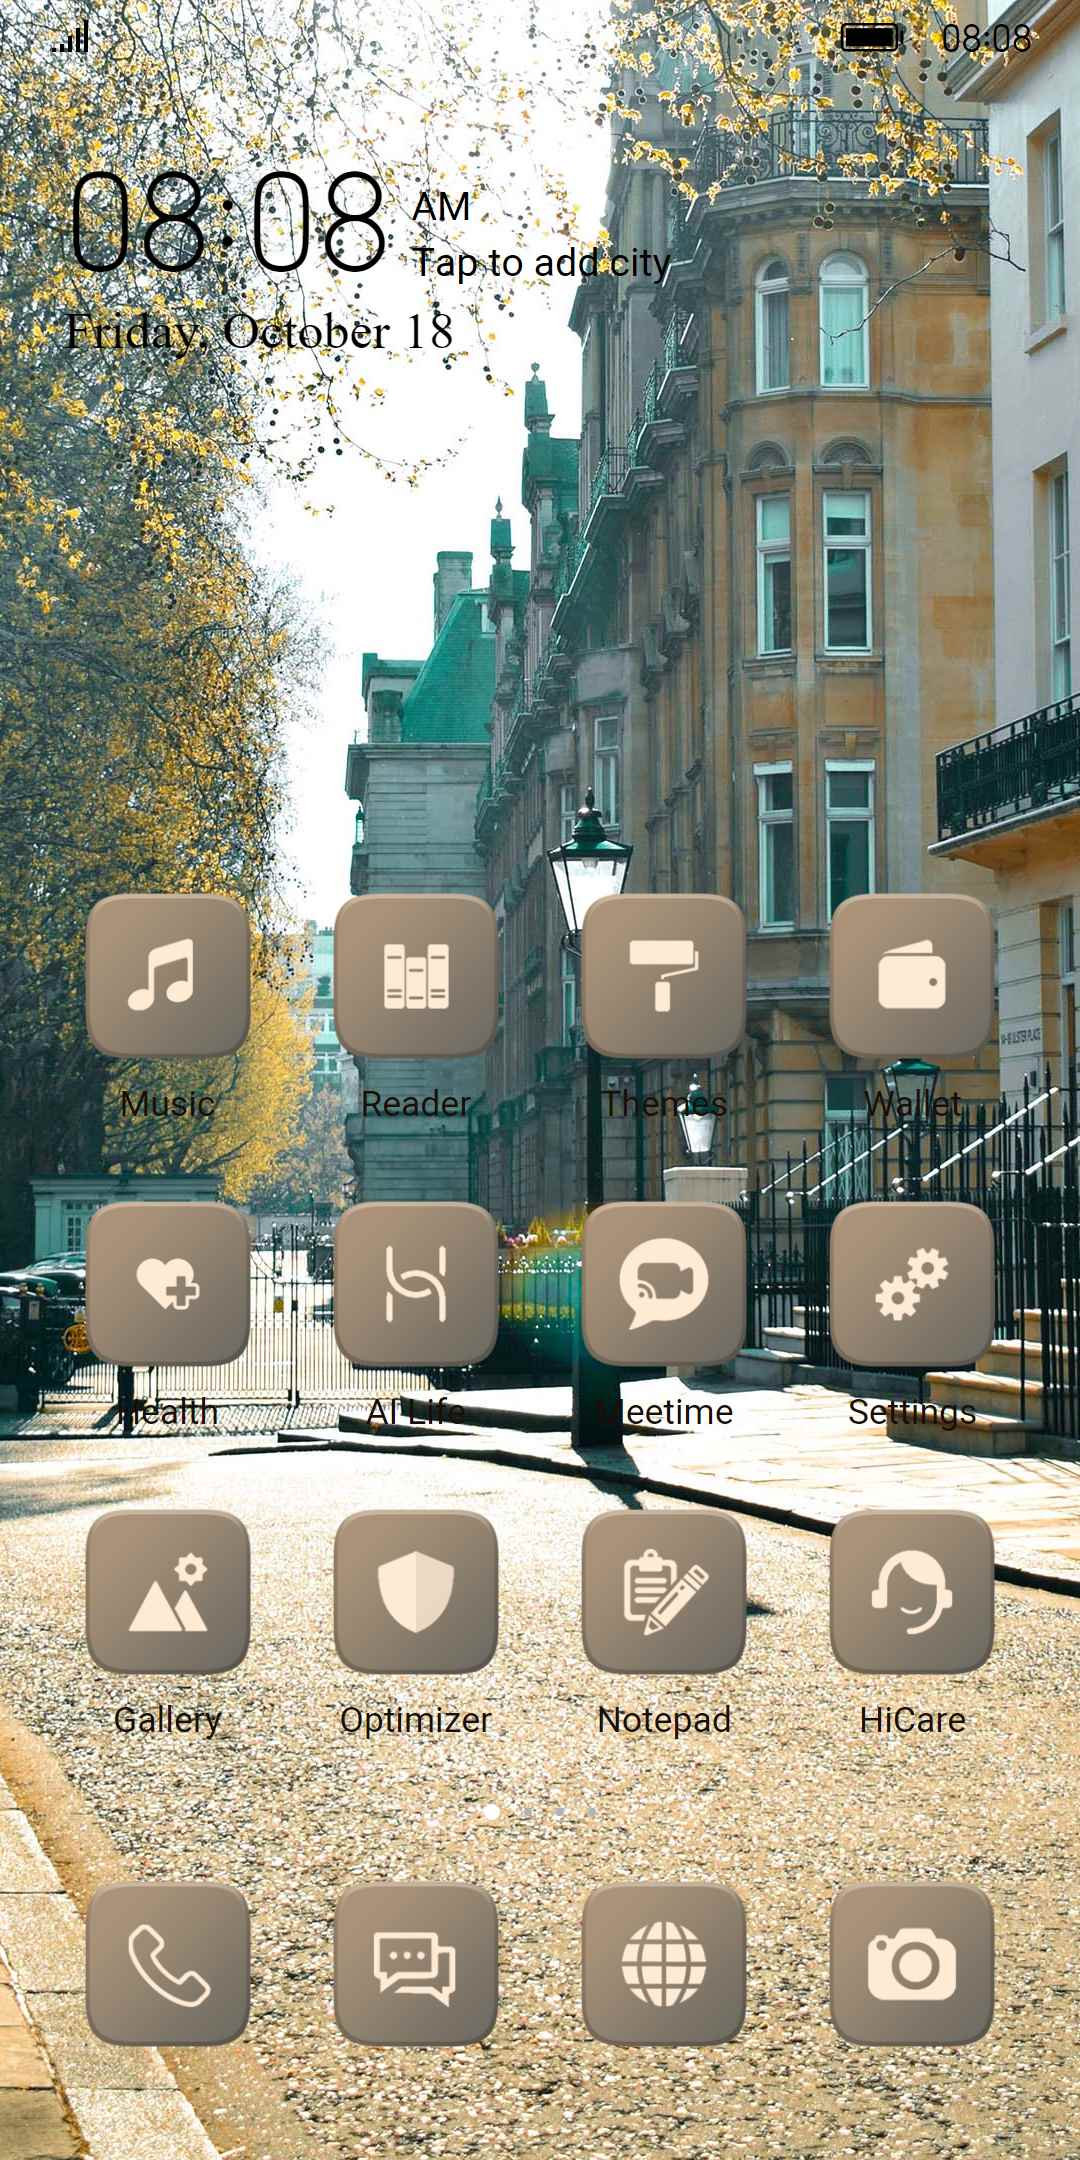 08:08
08:08 AM
Tap to add city
Friday, October 18
Music Reader Themes Wallet
Health AI Life Meetime Settings
Gallery Optimizer Notepad HiCare